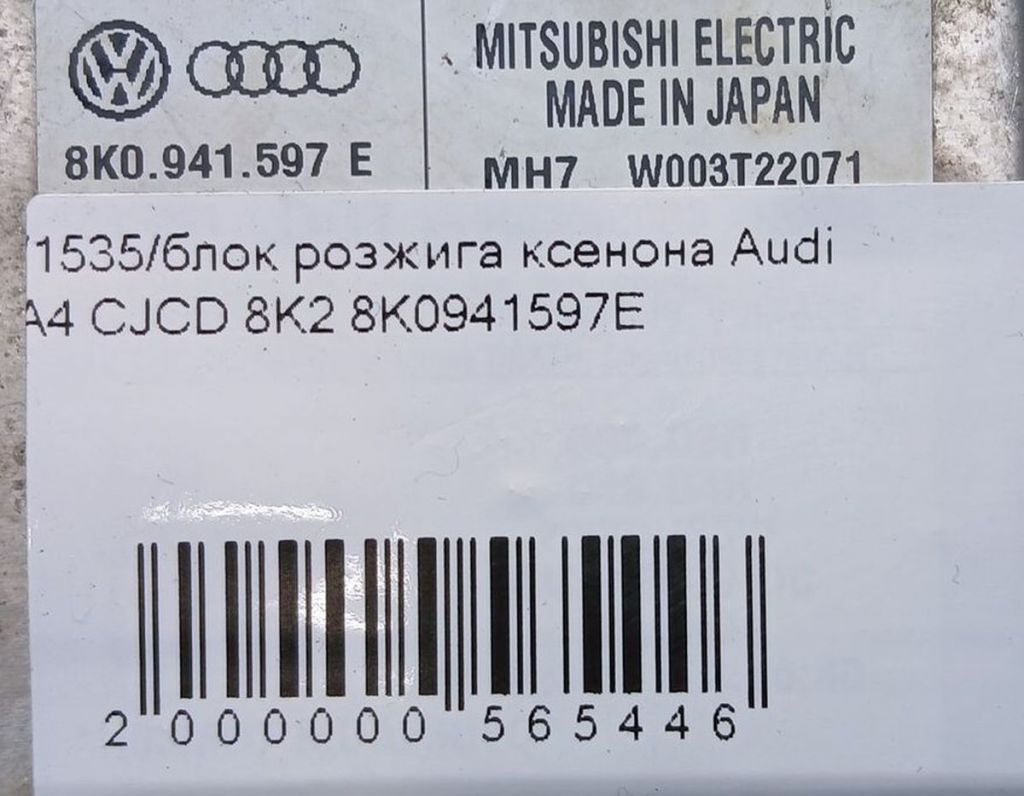 MITSUBISHI ELECTRIC
MADE IN JAPAN
8K0.941.597 E
MH7 W003T22071
1535/блок розжига ксенона Audi
A4 CJCD 8K2 8K0941597E
2 000000 565446